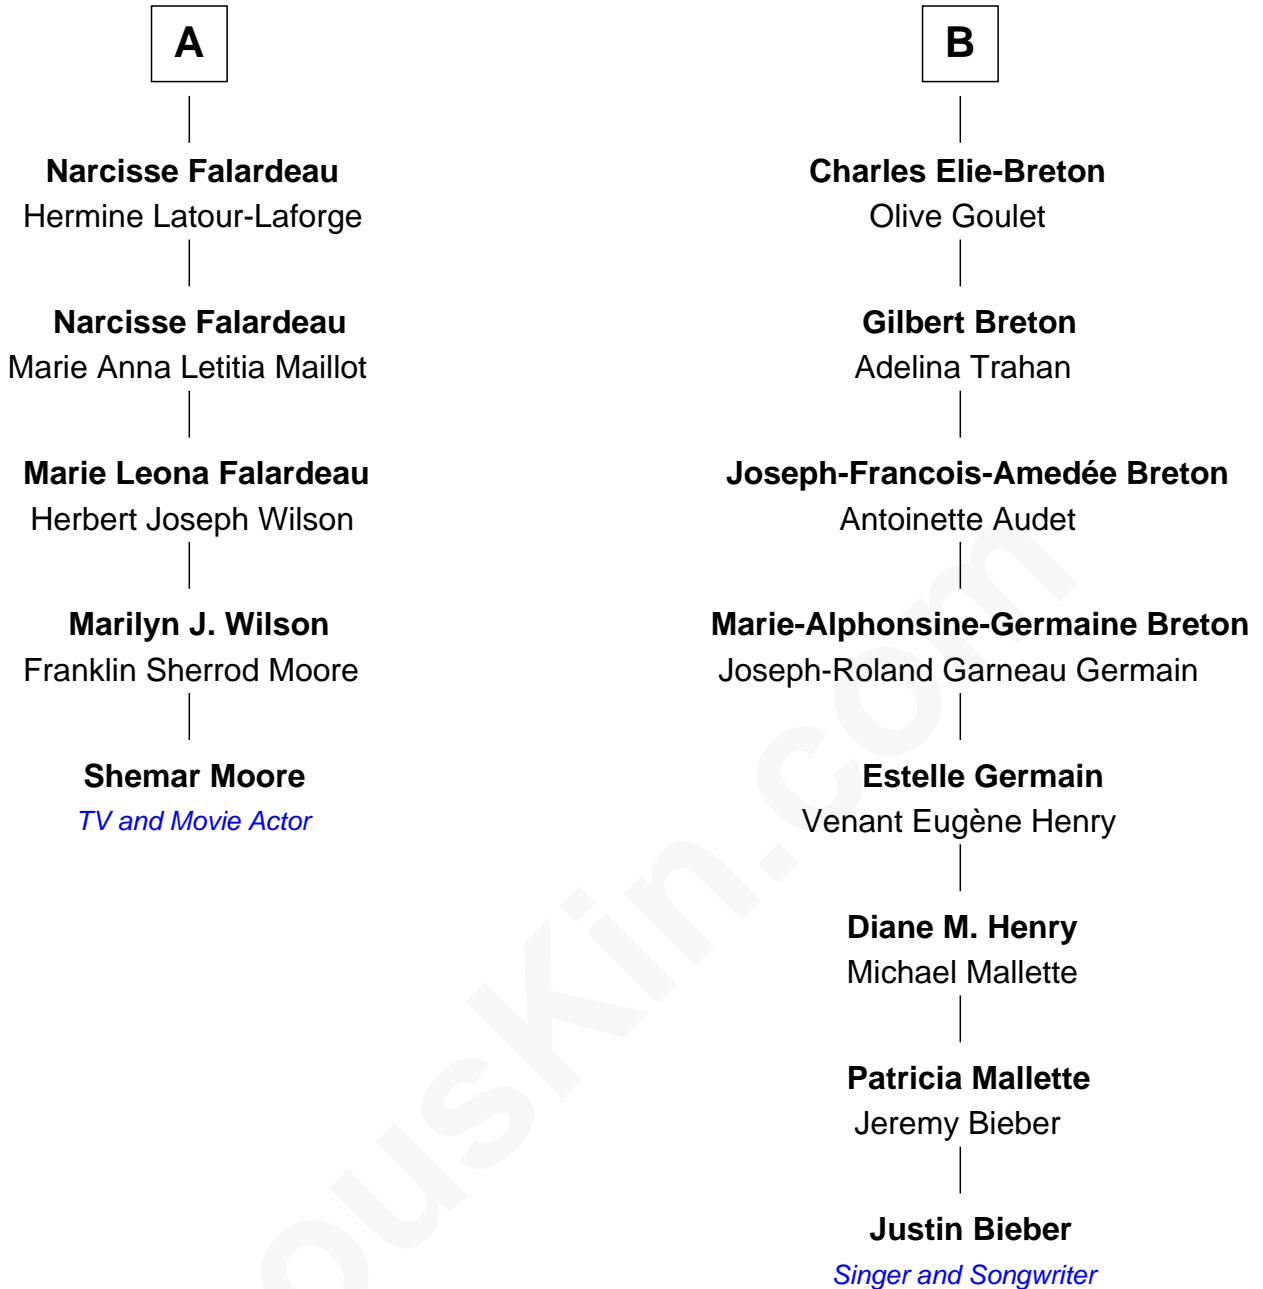 A
Narcisse Falardeau
Hermine Latour-Laforge
Narcisse Falardeau
Marie Anna Letitia Maillot
Marie Leona Falardeau
Herbert Joseph Wilson
Marilyn J. Wilson
Franklin Sherrod Moore
Shemar Moore
TV and Movie Actor
B
Charles Elie-Breton
Olive Goulet
Gilbert Breton
Adelina Trahan
Joseph-Francois-Amedée Breton
Antoinette Audet
Marie-Alphonsine-Germaine Breton
Joseph-Roland Garneau Germain
Estelle Germain
Venant Eugène Henry
Diane M. Henry
Michael Mallette
Patricia Mallette
Jeremy Bieber
Justin Bieber
Singer and Songwriter
ousKin.com